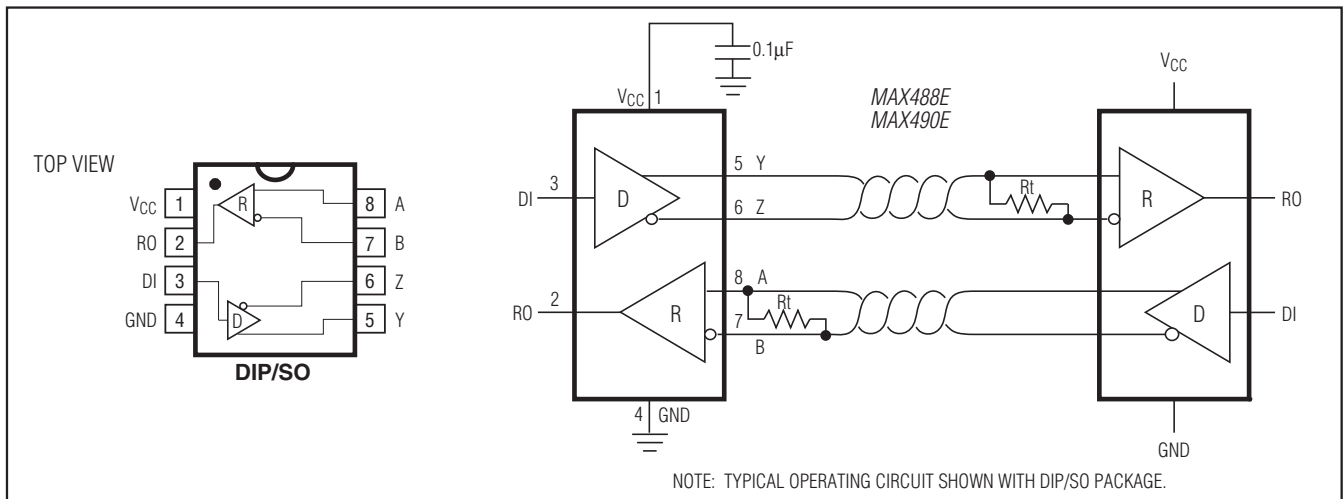 TOP VIEW
VCC 1
RO 2
DI 3
GND 4
8 A
7 B
6 Z
5 Y
R
D
DIP/SO
0.1μF
VCC 1
MAX488E
MAX490E
VCC
DI 3
D
5 Y
6 Z
Rt
R
RO
RO 2
R
8 A
7
B
Rt
D
DI
4 GND
GND
NOTE: TYPICAL OPERATING CIRCUIT SHOWN WITH DIP/SO PACKAGE.